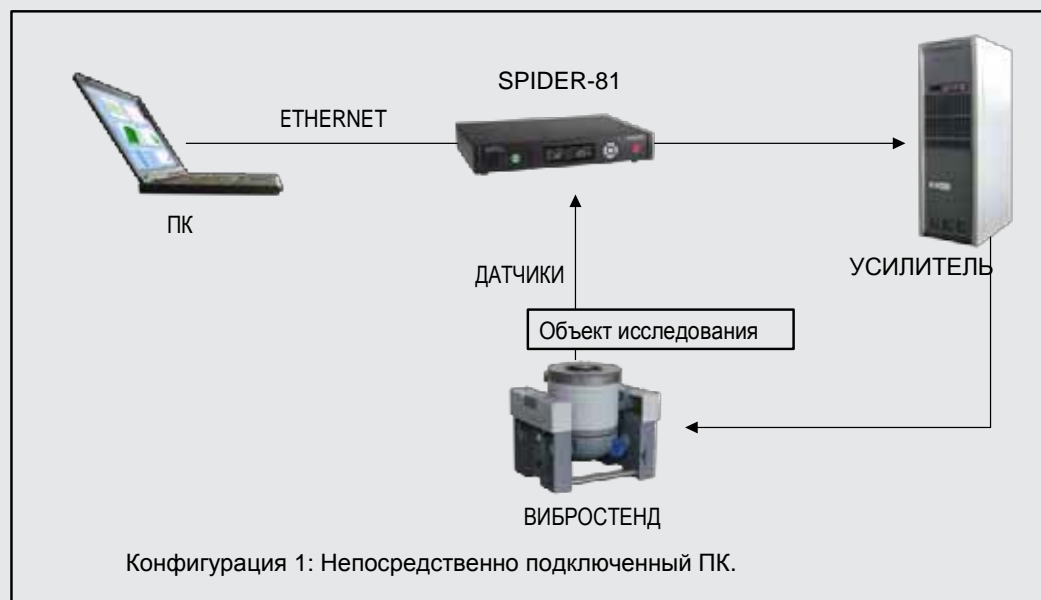 SPIDER-81
ETHERNET
ПК
УСИЛИТЕЛЬ
ДАТЧИКИ
Объект исследования
ВИБРОСТЕНД
Конфигурация 1: Непосредственно подключенный ПК.